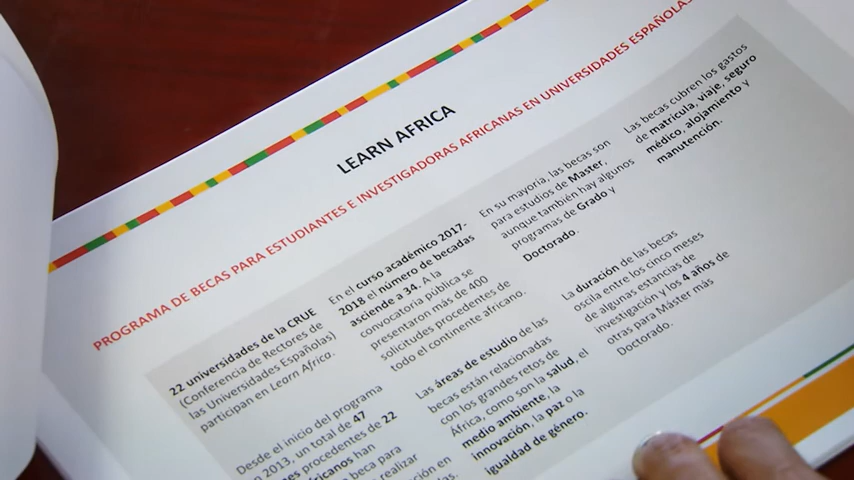 LEARN AFRICA
PROGRAMA DE BECAS PARA ESTUDIANTES E INVESTIGADORAS AFRICANAS EN UNIVERSIDADES ESPAÑOLAS
22 universidades de la CRUE
(Conferencia de Rectores de
las Universidades Españolas)
participan en Learn Africa.
Desde el inicio del programa
en 2013, un total de 47
procedentes de 22
han
beca para
realizar
En el curso académico 2017-
2018 el número de becadas
asciende a 34. A la
convocatoria pública se
presentaron más de 400
solicitudes procedentes de
todo el continente africano.
Las áreas de estudio de las
becas están relacionadas
con los grandes retos de
África, como son la salud, el
medio ambiente, la
innovación, la paz o la
igualdad de género.
En su mayoría, las becas son
para estudios de Master,
aunque también hay algunos
programas de Grado y
Doctorado.
La duración de las becas
oscila entre los cinco meses
de algunas estancias de
investigación y los 4 años de
otras para Máster más
Doctorado.
Las becas cubren los gastos
de matrícula, viaje, seguro
médico, alojamiento y
manutención.